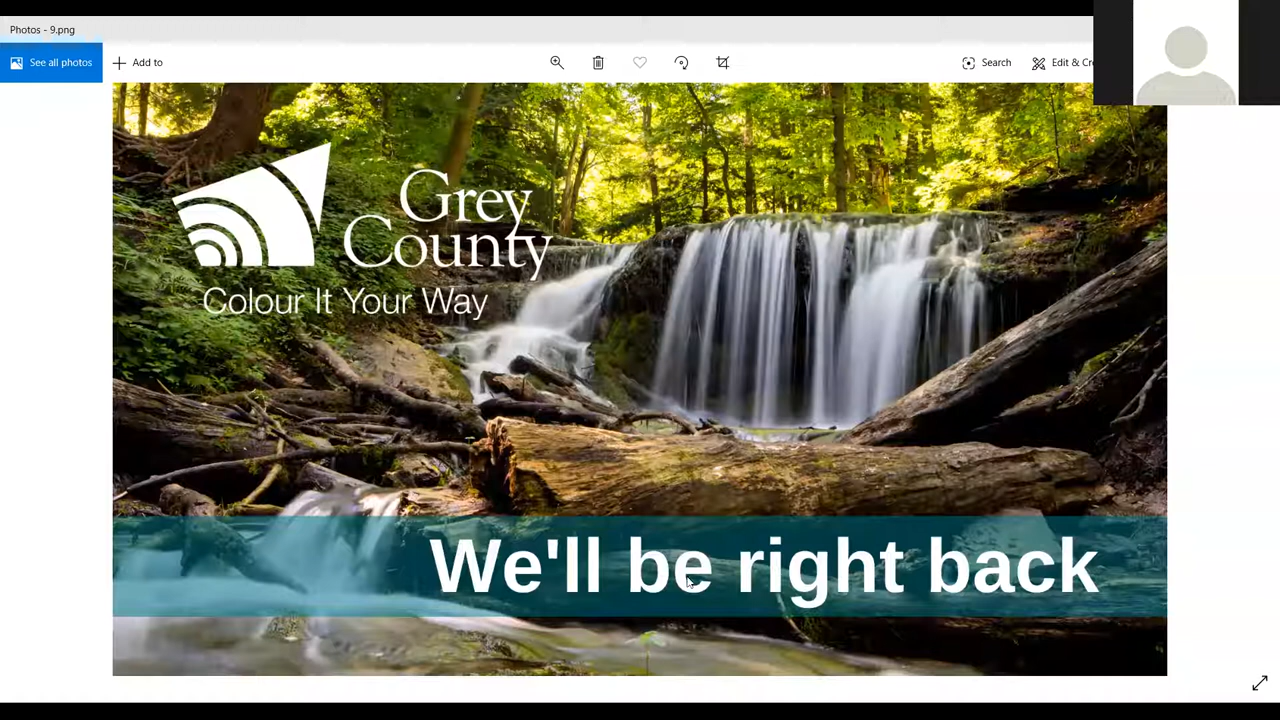 Photos - 9.png
See all photos
Add to
Search
Edit & Cr
Grey
County
Colour It Your Way
We'll be right back